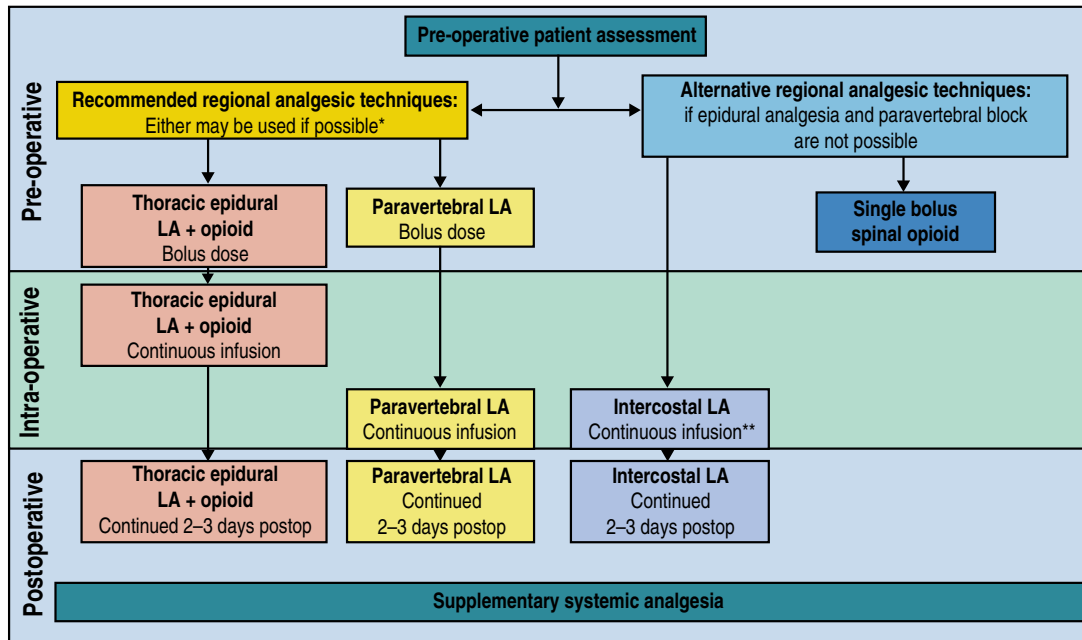 Pre-operative
Pre-operative patient assessment
Recommended regional analgesic techniques:
Either may be used if possible*
Alternative regional analgesic techniques:
if epidural analgesia and paravertebral block
are not possible
Thoracic epidural
LA + opioid
Bolus dose
Paravertebral LA
Bolus dose
Single bolus
spinal opioid
Intra-operative
Thoracic epidural
LA + opioid
Continuous infusion
Paravertebral LA
Continuous infusion
Intercostal LA
Continuous infusion**
Postoperative
Thoracic epidural
LA + opioid
Continued 2–3 days postop
Paravertebral LA
Continued
2–3 days postop
Intercostal LA
Continued
2–3 days postop
Supplementary systemic analgesia